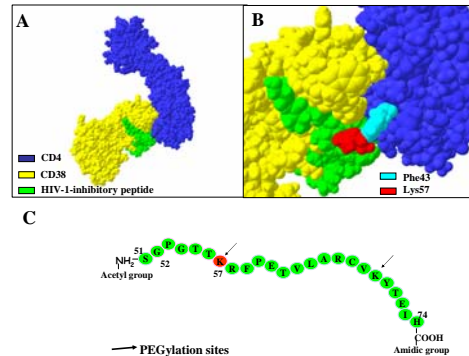 A
B
CD4
CD38
HIV-1-inhibitory peptide
Phe43
Lys57
C
51
NH2
S G P G T T K R F P E T V L A R C V K Y T E I H
Acetyl group
52
57
74
COOH
Amidic group
PEGylation sites